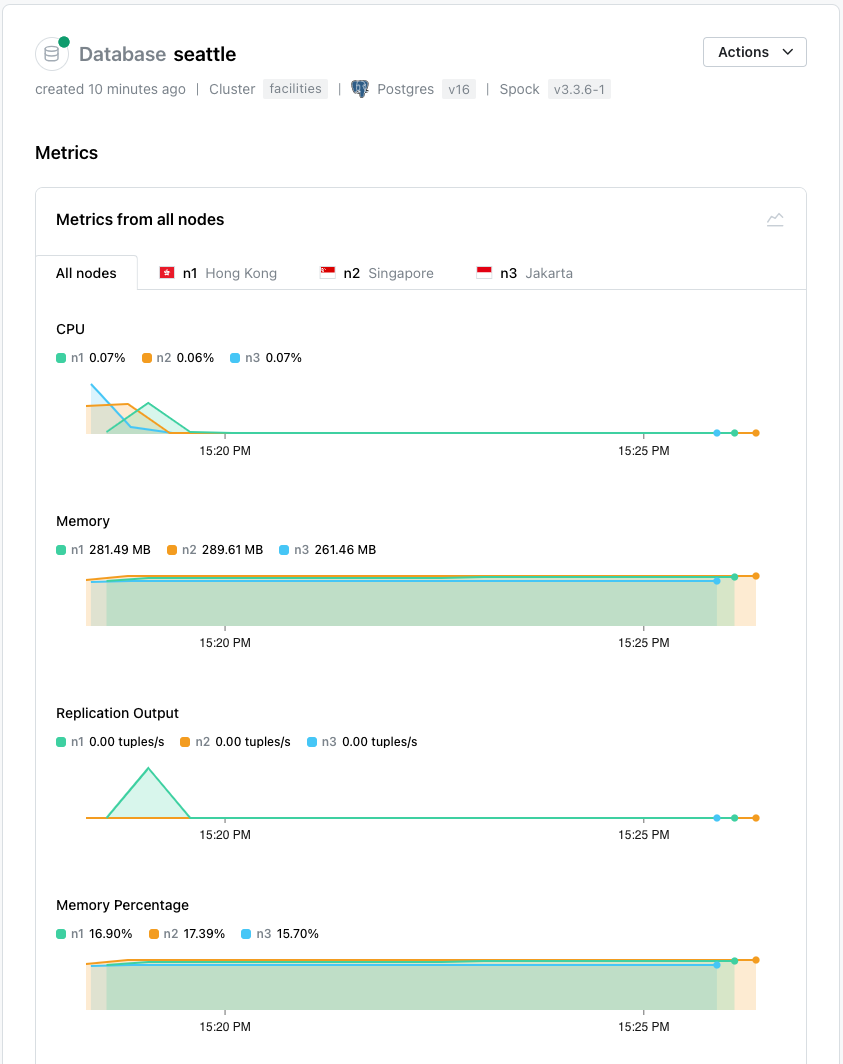 Database seattle
Actions
created 10 minutes ago | Cluster facilities | Postgres v16 | Spock v3.3.6-1
Metrics
Metrics from all nodes
All nodes n1 Hong Kong n2 Singapore n3 Jakarta
CPU
n1 0.07% n2 0.06% n3 0.07%
15:20 PM 15:25 PM
Memory
n1 281.49 MB n2 289.61 MB n3 261.46 MB
15:20 PM 15:25 PM
Replication Output
n1 0.00 tuples/s n2 0.00 tuples/s n3 0.00 tuples/s
15:20 PM 15:25 PM
Memory Percentage
n1 16.90% n2 17.39% n3 15.70%
15:20 PM 15:25 PM